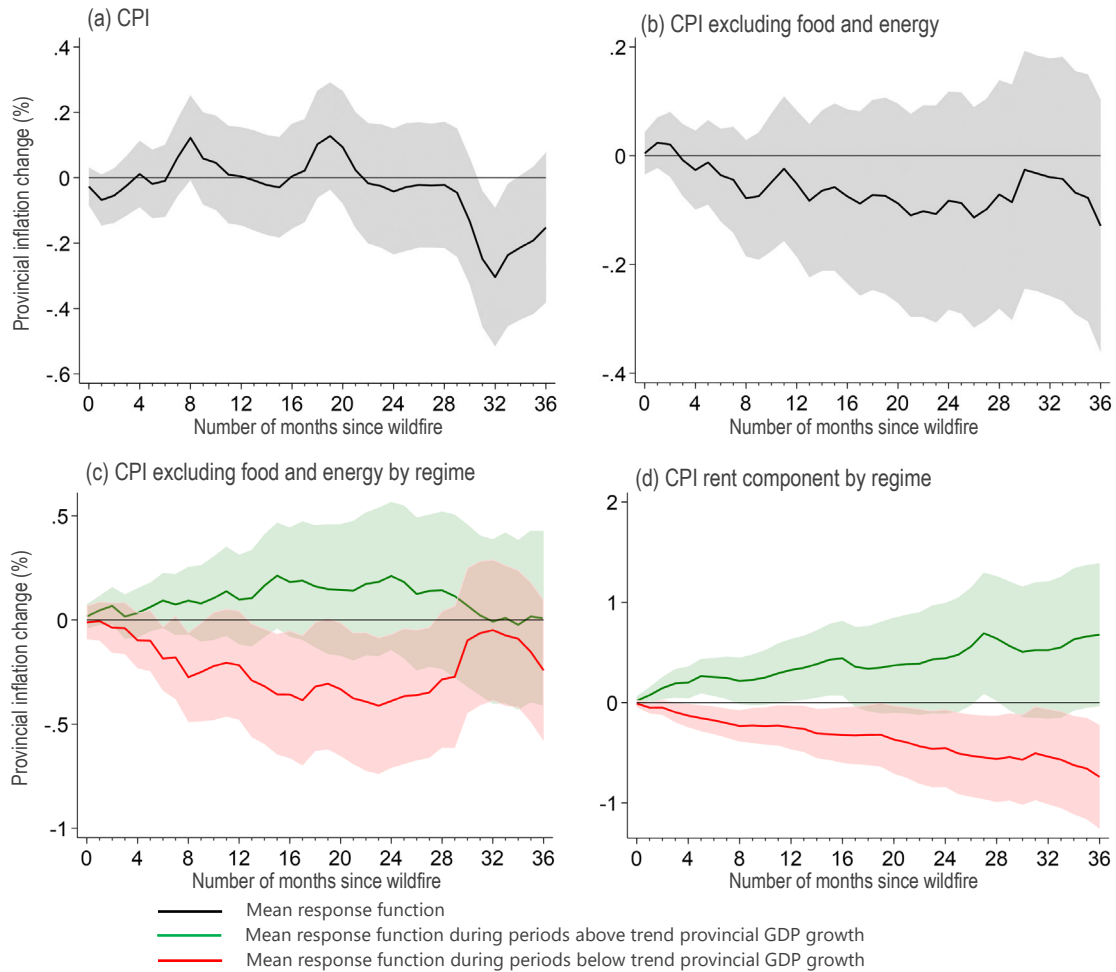 (a) CPI
(b) CPI excluding food and energy
Provincial inflation change (%)
.4
.2
0
-.2
-.4
-.6
0 4 8 12 16 20 24 28 32 36
Number of months since wildfire
.2
0
-.2
-.4
0 4 8 12 16 20 24 28 32 36
Number of months since wildfire
(c) CPI excluding food and energy by regime
(d) CPI rent component by regime
Provincial inflation change (%)
.5
0
-.5
-1
0 4 8 12 16 20 24 28 32 36
Number of months since wildfire
2
1
0
-1
0 4 8 12 16 20 24 28 32 36
Number of months since wildfire
Mean response function
Mean response function during periods above trend provincial GDP growth
Mean response function during periods below trend provincial GDP growth